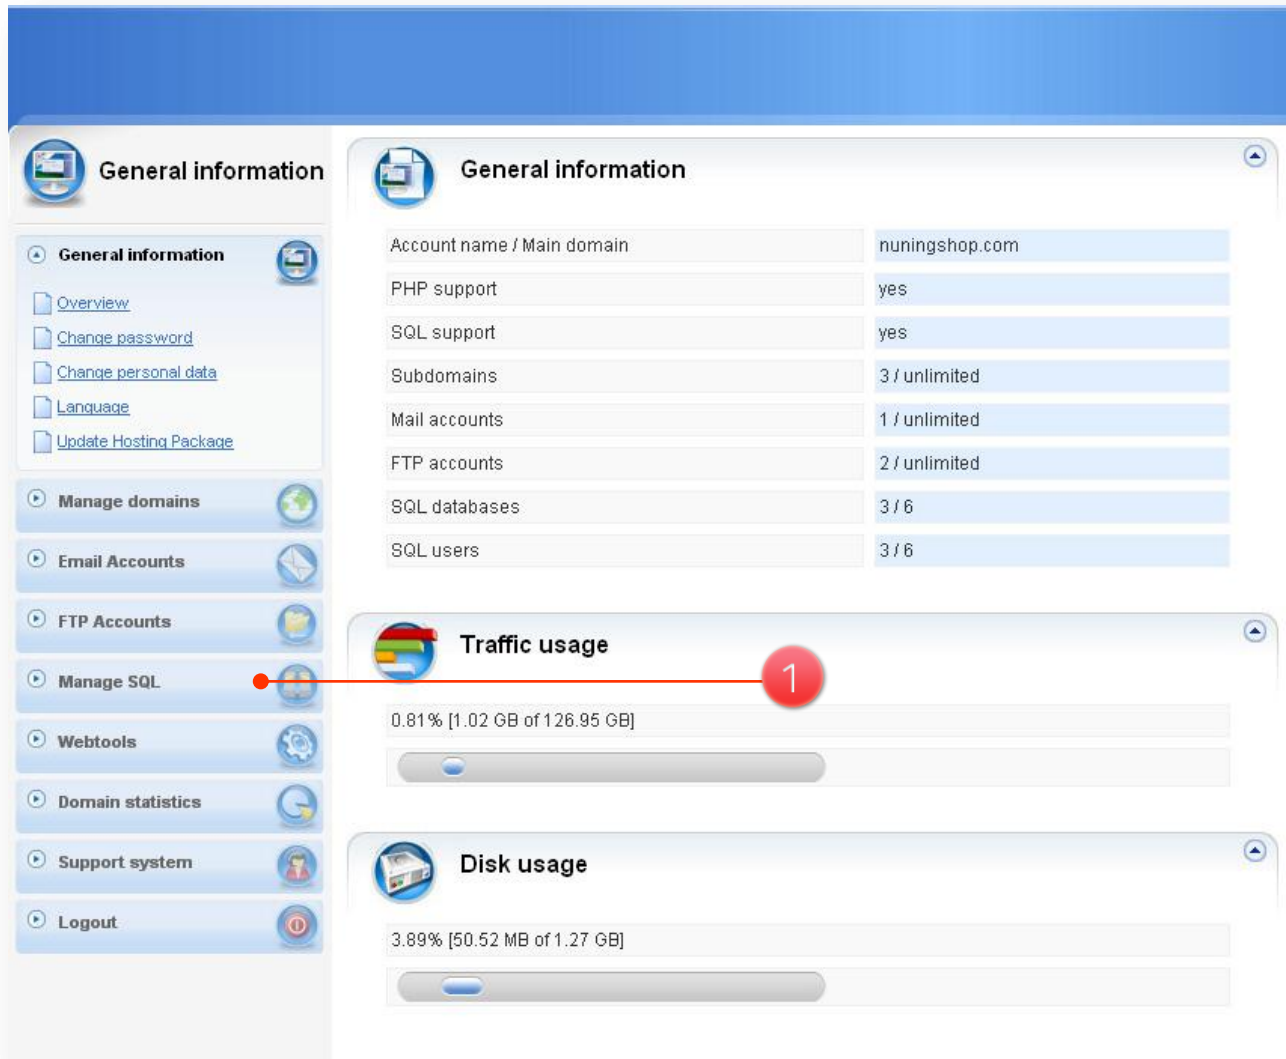 General information
General information
Overview
Change password
Change personal data
Language
Update Hosting Package
Manage domains
Email Accounts
FTP Accounts
Manage SQL
Webtools
Domain statistics
Support system
Logout
General information
Account name / Main domain nuningshop.com
PHP support yes
SQL support yes
Subdomains 3 / unlimited
Mail accounts 1 / unlimited
FTP accounts 2 / unlimited
SQL databases 3 / 6
SQL users 3 / 6
Traffic usage
1
0.81% [1.02 GB of 126.95 GB]
Disk usage
3.89% [50.52 MB of 1.27 GB]